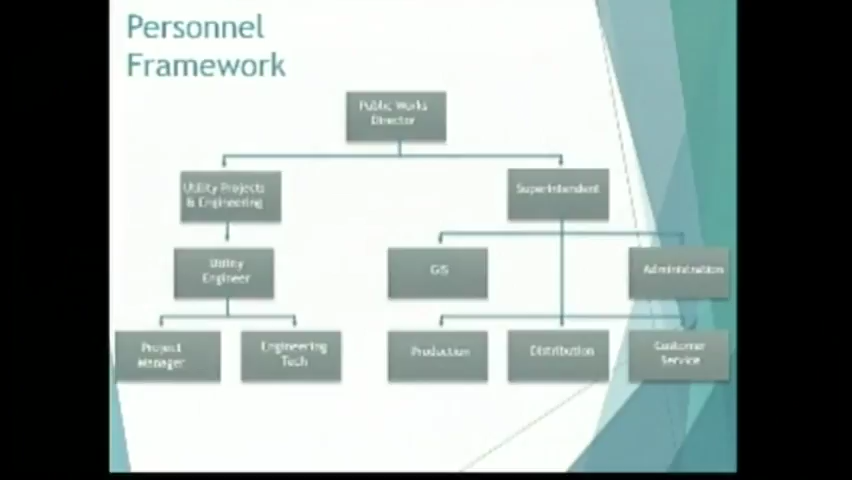 Personnel
Framework
Public Works
Director
Utility Projects
& Engineering
Superintendent
Utility
Engineer
GIS
Administration
Project
Manager
Engineering
Tech
Production
Distribution
Customer
Service